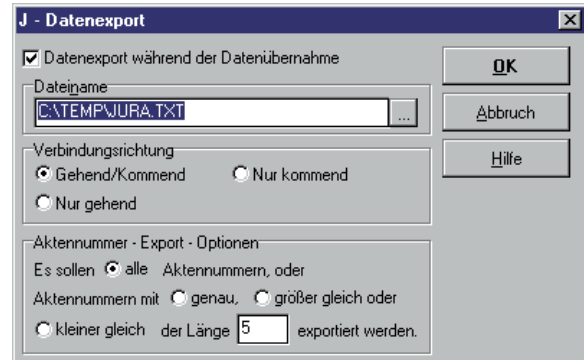 J - Datenexport
Datenexport während der Datenübernahme
OK
Dateiname
C:\TEMP\JURA.TXT ...
Abbruch
Verbindungsrichtung
Hilfe
Gehend/Kommend Nur kommend
Nur gehend
Aktennummer - Export - Optionen
Es sollen alle Aktennummern, oder
Aktennummern mit genau, größer gleich oder
kleiner gleich der Länge 5 exportiert werden.